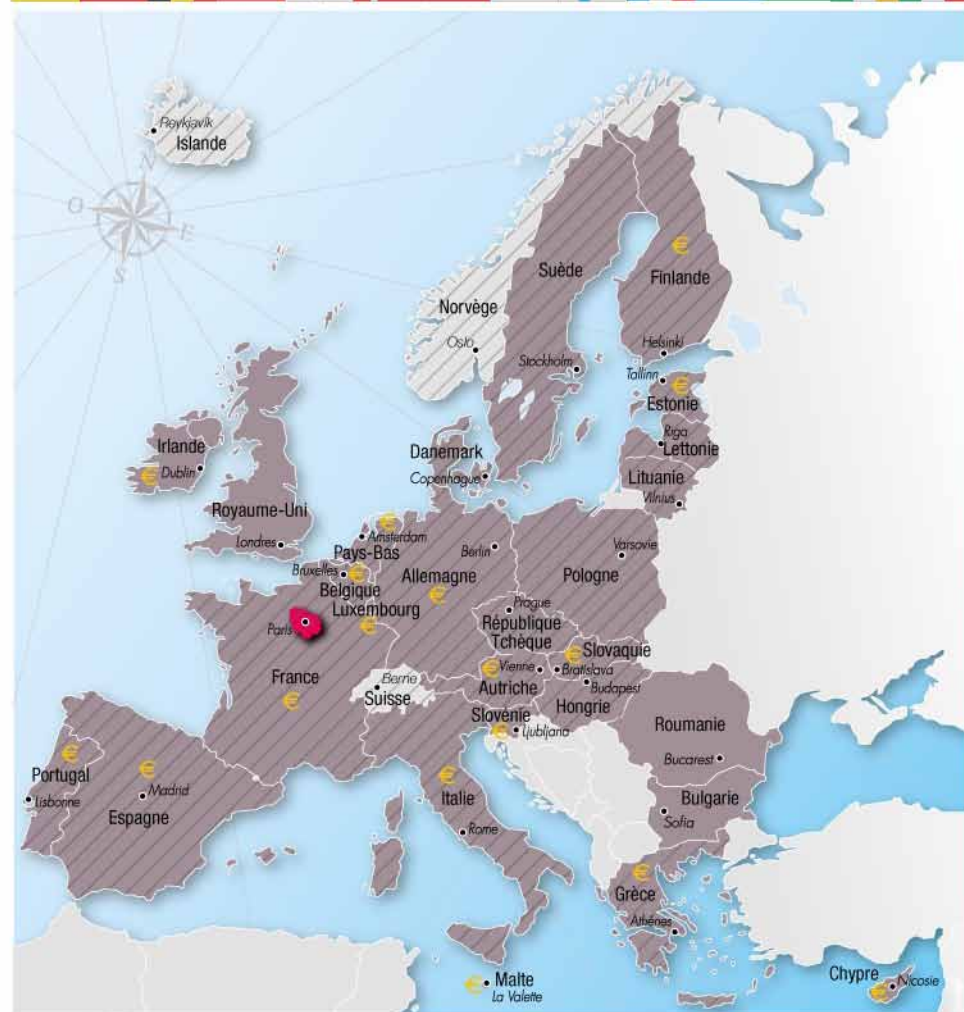 Reykjavik
Islande
N
O
E
S
Suède
€
Finlande
Norvège
Oslo
Helsinki
Stockholm
Tallinn
€
Estonie
Riga
Lettonie
Irlande
Danemark
€
Dublin
Copenhague
Lituanie
Vilnius
Royaume-Uni
Londres
€
Amsterdam
Pays-Bas
Berlin
Varsovie
Bruxelles
€
Belgique
Allemagne
€
Pologne
Luxembourg
€
Paris
Prague
République
Tchèque
€
Slovaquie
France
€
Berne
Suisse
€
Vienne
Bratislava
Autriche
Budapest
Hongrie
Slovénie
€
Ljubljana
Roumanie
Bucarest
€
Portugal
Lisbonne
€
Madrid
Espagne
€
Italie
Rome
Bulgarie
Sofia
€
Grèce
Athénes
€
Malte
La Valette
Chypre
€
Nicosie